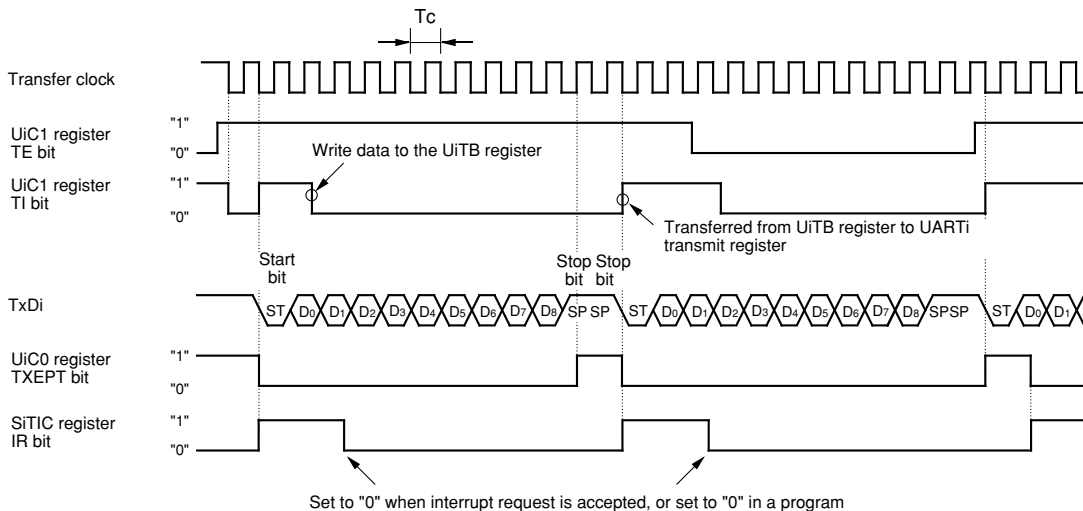 Tc
Transfer clock
UiC1 register
TE bit
"1"
"0"
Write data to the UiTB register
UiC1 register
TI bit
"1"
"0"
Transferred from UiTB register to UARTi
transmit register
Start
bit
Stop Stop
bit bit
TxDi
ST D0 D1 D2 D3 D4 D5 D6 D7 D8 SP SP ST D0 D1 D2 D3 D4 D5 D6 D7 D8 SPSP ST D0 D1
UiC0 register
TXEPT bit
"1"
"0"
SiTIC register
IR bit
"1"
"0"
Set to "0" when interrupt request is accepted, or set to "0" in a program